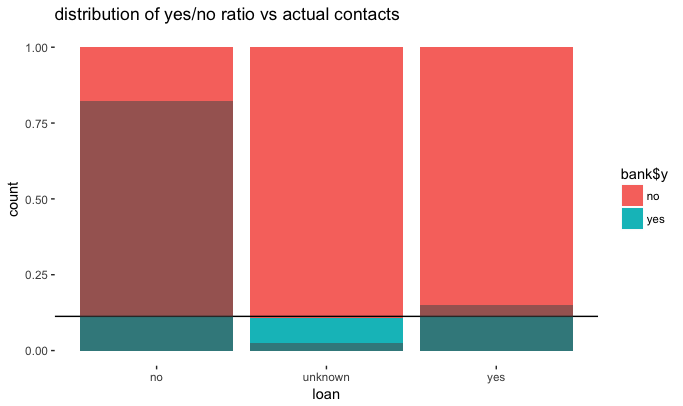 distribution of yes/no ratio vs actual contacts
1.00
0.75
0.50
0.25
0.00
count
no
unknown
yes
loan
bank$y
no
yes